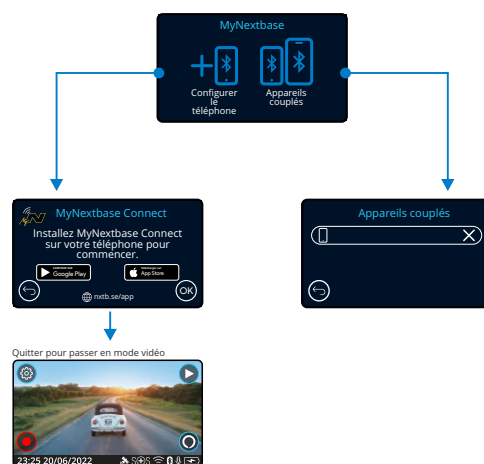 MyNextbase
Configurer
le
téléphone
Appareils
couplés
MyNextbase Connect
Installez MyNextbase Connect
sur votre téléphone pour
commencer.
Google Play
App Store
nxtb.se/app
OK
Appareils couplés
Quitter pour passer en mode vidéo
23:25 20/06/2022
SOS